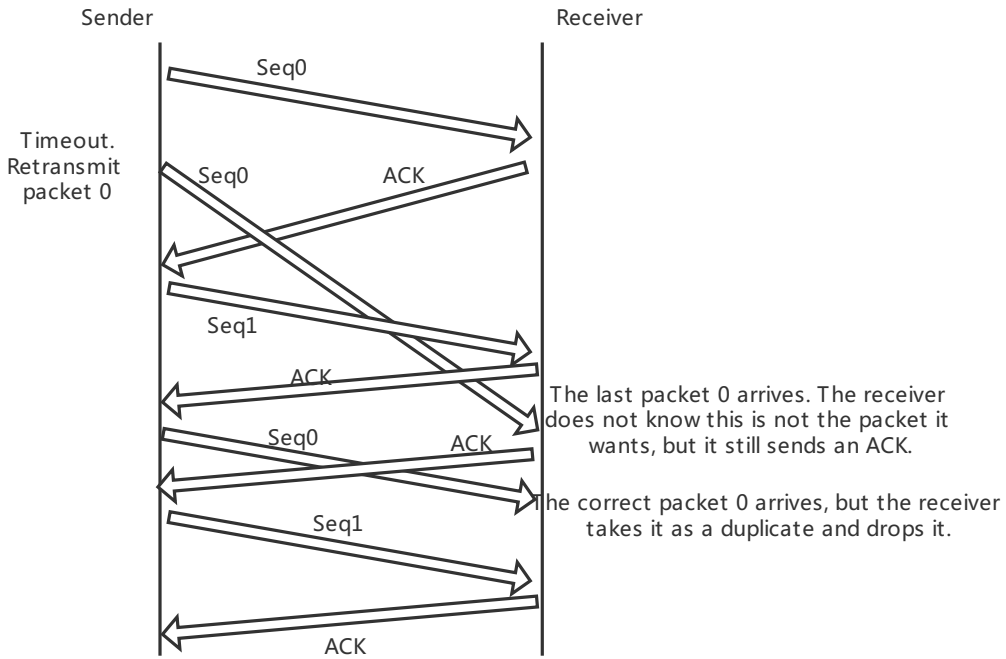 Sender
Receiver
Seq0
Timeout.
Retransmit
packet 0
Seq0
ACK
Seq1
ACK
The last packet 0 arrives. The receiver
does not know this is not the packet it
wants, but it still sends an ACK.
Seq0
ACK
The correct packet 0 arrives, but the receiver
takes it as a duplicate and drops it.
Seq1
ACK